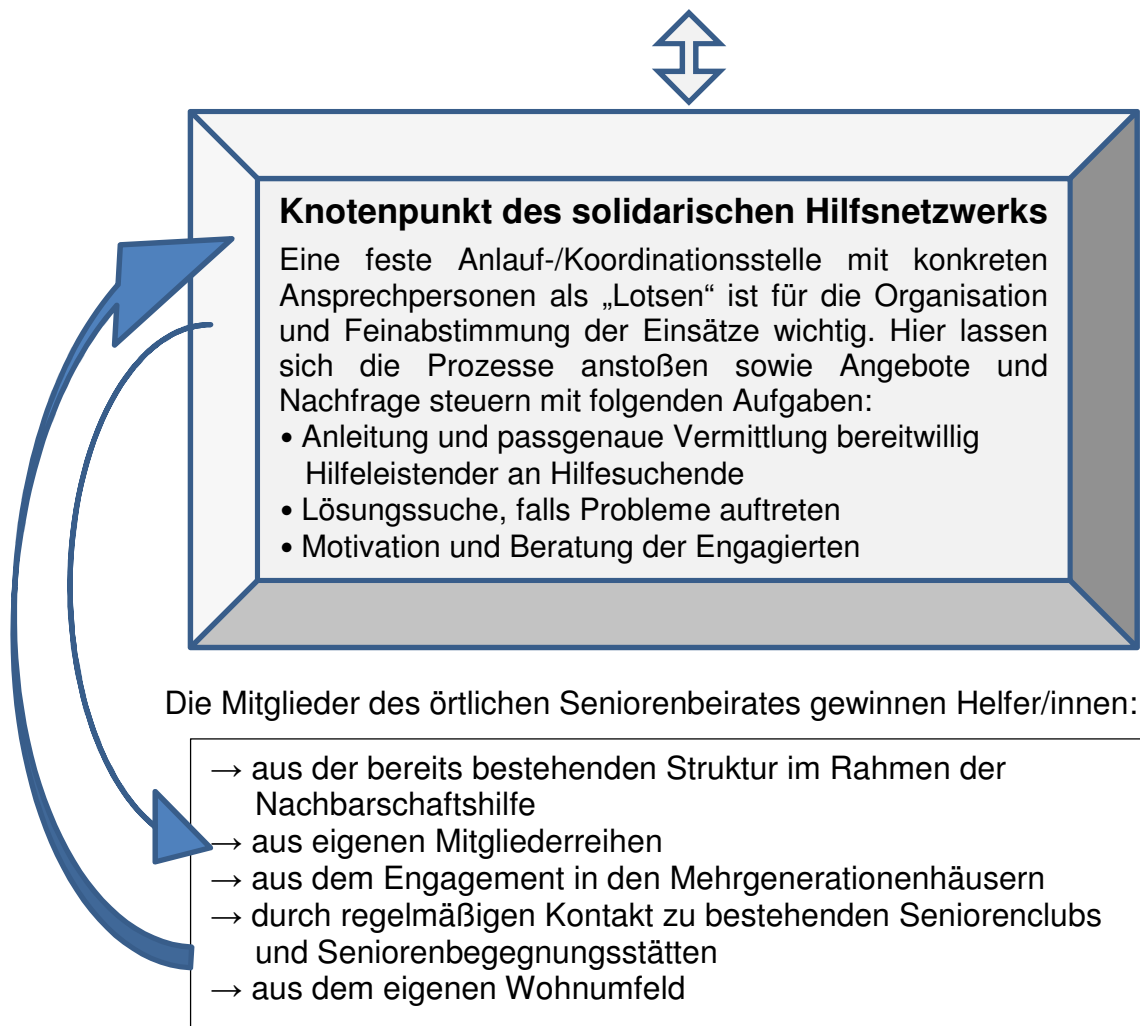 Knotenpunkt des solidarischen Hilfsnetzwerks
Eine feste Anlauf-/Koordinationsstelle mit konkreten
Ansprechpersonen als „Lotsen“ ist für die Organisation
und Feinabstimmung der Einsätze wichtig. Hier lassen
sich die Prozesse anstoßen sowie Angebote und
Nachfrage steuern mit folgenden Aufgaben:
• Anleitung und passgenaue Vermittlung bereitwillig
Hilfeleistender an Hilfesuchende
• Lösungssuche, falls Probleme auftreten
• Motivation und Beratung der Engagierten
Die Mitglieder des örtlichen Seniorenbeirates gewinnen Helfer/innen:
→ aus der bereits bestehenden Struktur im Rahmen der
Nachbarschaftshilfe
→ aus eigenen Mitgliederreihen
→ aus dem Engagement in den Mehrgenerationenhäusern
→ durch regelmäßigen Kontakt zu bestehenden Seniorenclubs
und Seniorenbegegnungsstätten
→ aus dem eigenen Wohnumfeld